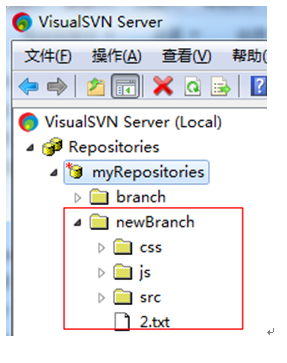 VisualSVN Server
文件(F) 操作(A) 查看(V) 帮助(
VisualSVN Server (Local)
Repositories
myRepositories
branch
newBranch
css
js
src
2.txt